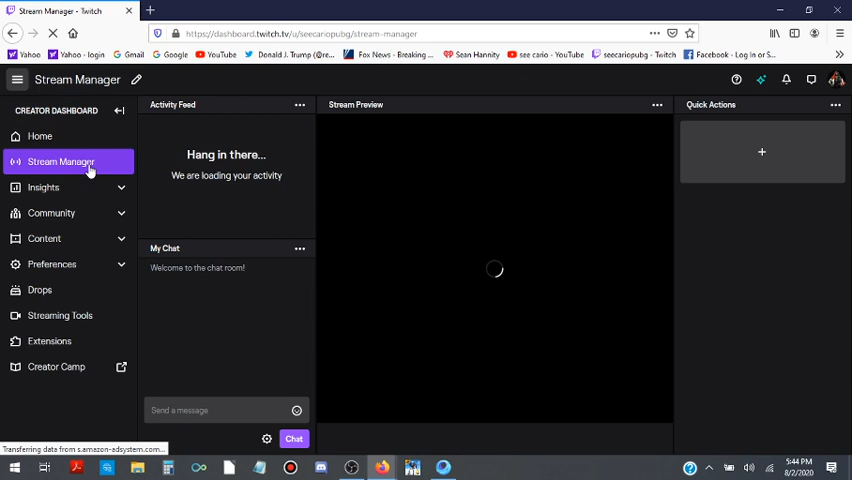 Stream Manager - Twitch
https://dashboard.twitch.tv/u/seecariopubg/stream-manager
Yahoo
Yahoo - login
Gmail
Google
YouTube
Donald J. Trump (@re...
Fox News - Breaking ...
Sean Hannity
see cario - YouTube
seecariopubg - Twitch
Facebook - Log In or S...
Stream Manager
CREATOR DASHBOARD
Home
Stream Manager
Insights
Community
Content
Preferences
Drops
Streaming Tools
Extensions
Creator Camp
Activity Feed
Hang in there...
We are loading your activity
My Chat
Welcome to the chat room!
Send a message
Chat
Stream Preview
Quick Actions
Transferring data from s.amazon-adsystem.com...
5:44 PM
8/2/2020